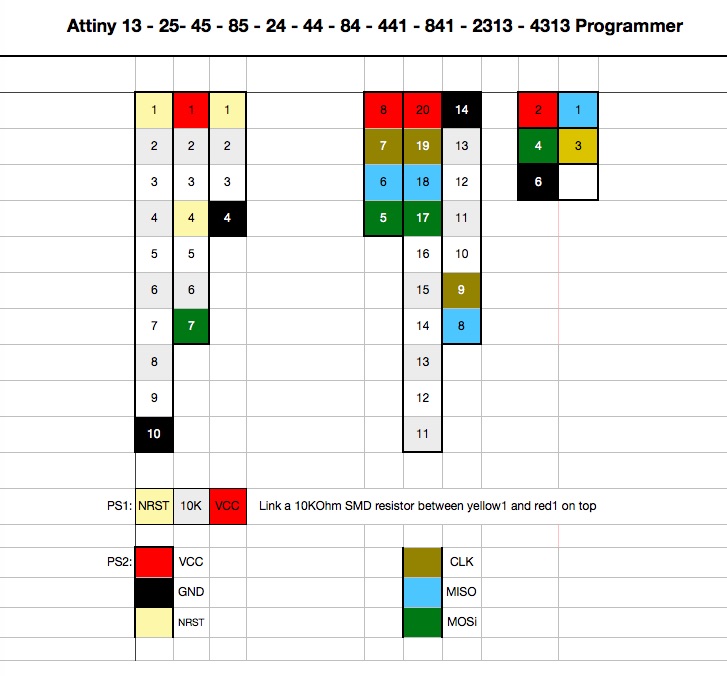 Attiny 13 - 25- 45 - 85 - 24 - 44 - 84 - 441 - 841 - 2313 - 4313 Programmer
1 1 1 8 20 14 2 1
2 2 2 7 19 13 4 3
3 3 3 6 18 12 6
4 4 4 5 17 11
5 5 16 10
6 6 15 9
7 7 14 8
8 13
9 12
10 11
PS1: NRST 10K VCC Link a 10KOhm SMD resistor between yellow1 and red1 on top
PS2: VCC CLK
GND MISO
NRST MOSi